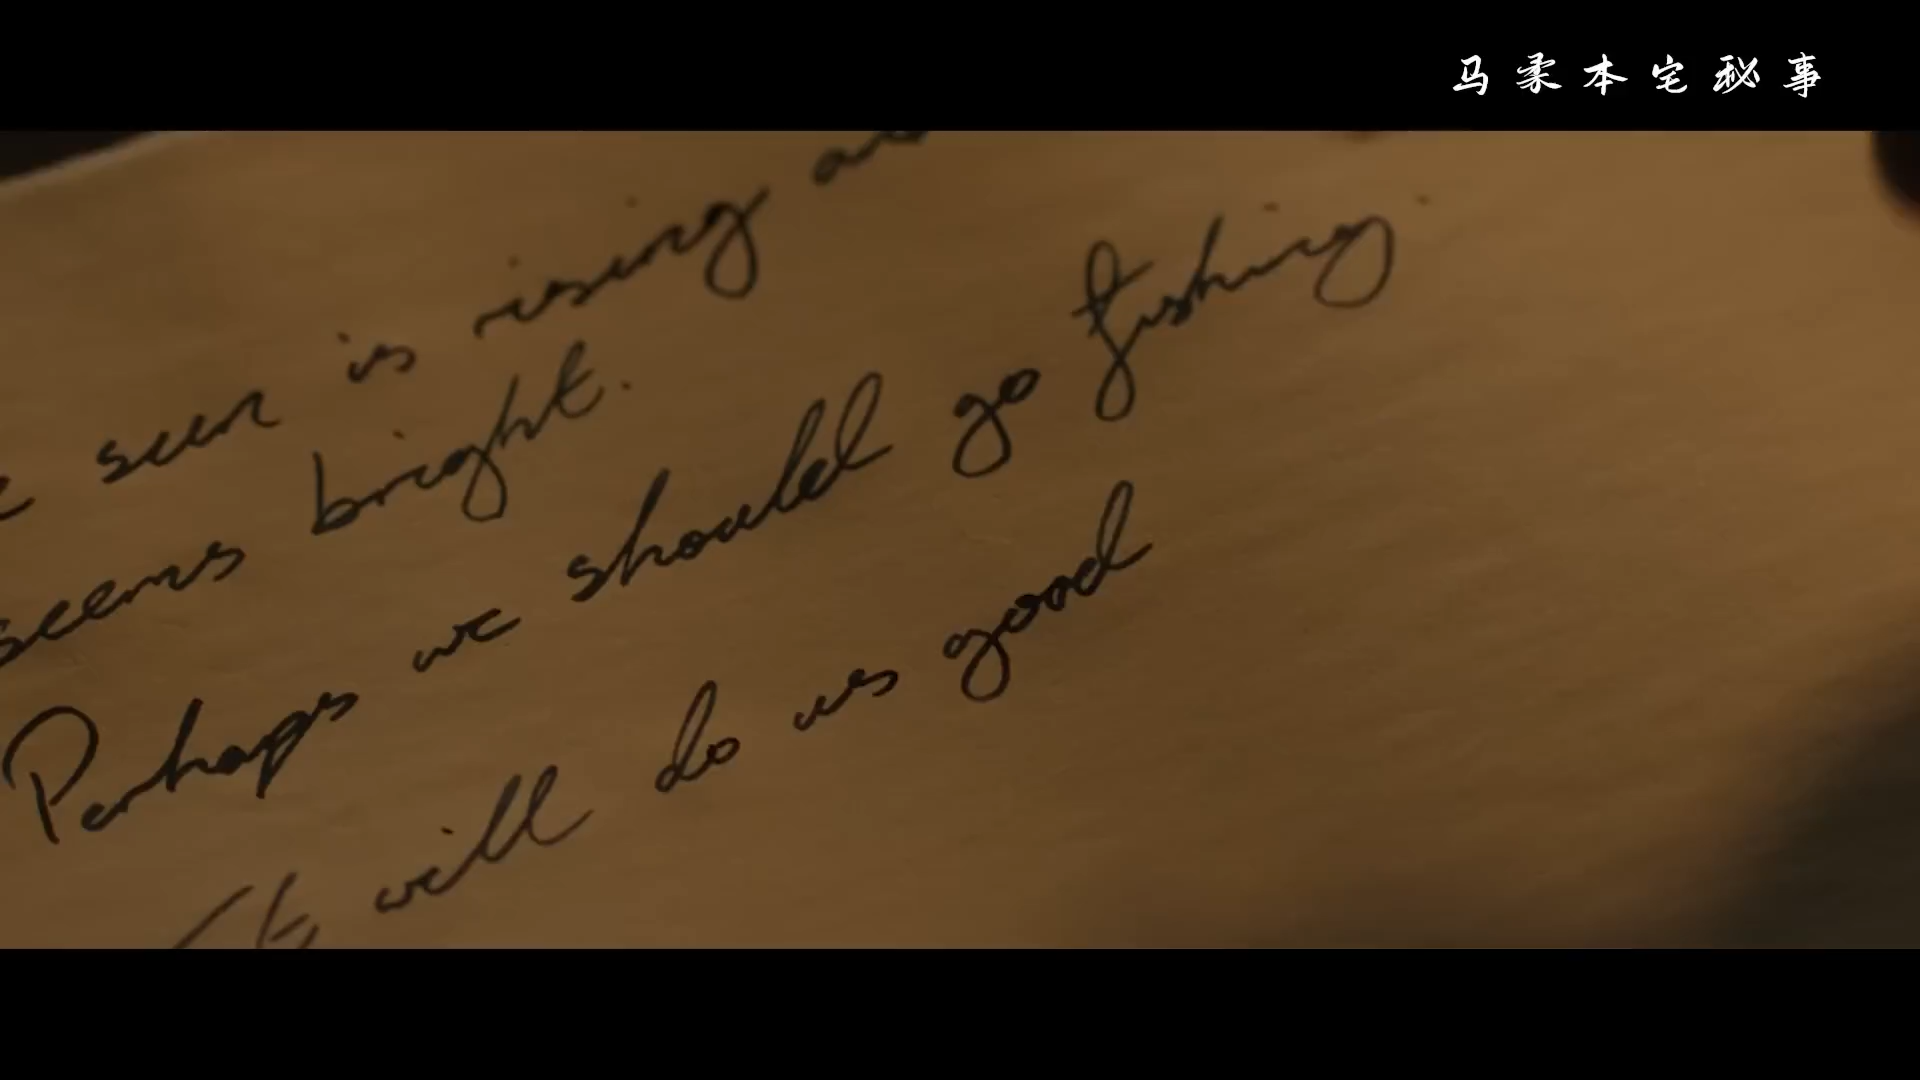 马柔本宅秘事
sun is rising
seems bright.
Perhaps we should go fishing
It will do us good